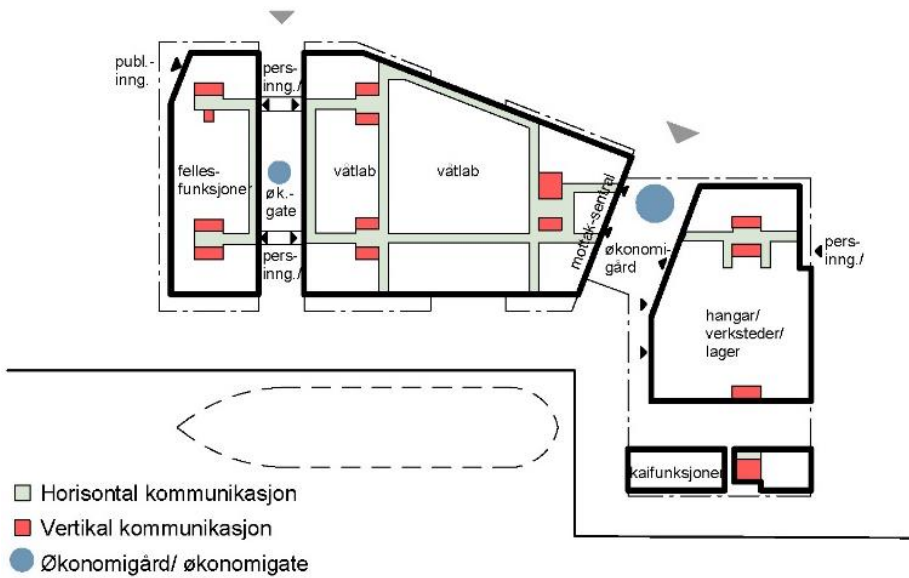 publ.-
inng.
pers-
inng./
felles-
funksjoner
øk.-
gate
pers-
inng./
våtlab
våtlab
mottak-sentral
økonomi-
gård
pers-
inng./
hangar/
verksteder/
lager
kaifunksjoner
Horisontal kommunikasjon
Vertikal kommunikasjon
Økonomigård/ økonomigate